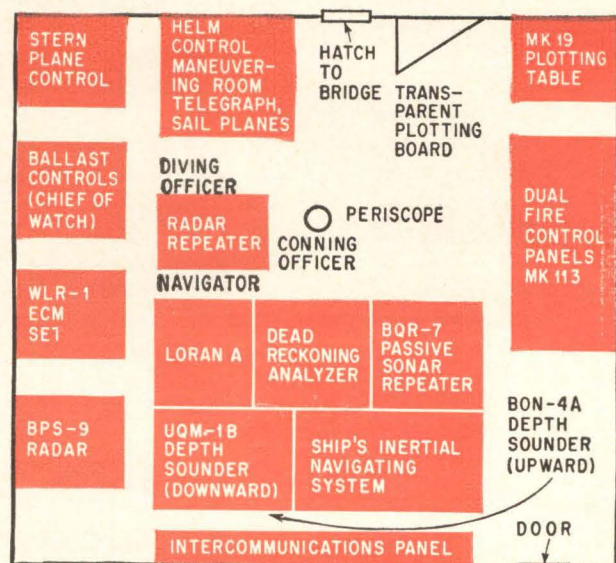 STERN
PLANE
CONTROL
HELM
CONTROL
MANEUVER-
ING ROOM
TELEGRAPH,
SAIL PLANES
HATCH
TO
BRIDGE
TRANS-
PARENT
PLOTTING
BOARD
MK 19
PLOTTING
TABLE
BALLAST
CONTROLS
(CHIEF OF
WATCH)
DIVING
OFFICER
RADAR
REPEATER
PERISCOPE
CONNING
OFFICER
NAVIGATOR
DUAL
FIRE
CONTROL
PANELS
MK 113
WLR-1
ECM
SET
LORAN A
DEAD
RECKONING
ANALYZER
BQR-7
PASSIVE
SONAR
REPEATER
BPS-9
RADAR
UQM-1B
DEPTH
SOUNDER
(DOWNWARD)
SHIP'S INERTIAL
NAVIGATING
SYSTEM
BQN-4A
DEPTH
SOUNDER
(UPWARD)
INTERCOMMUNICATIONS PANEL
DOOR